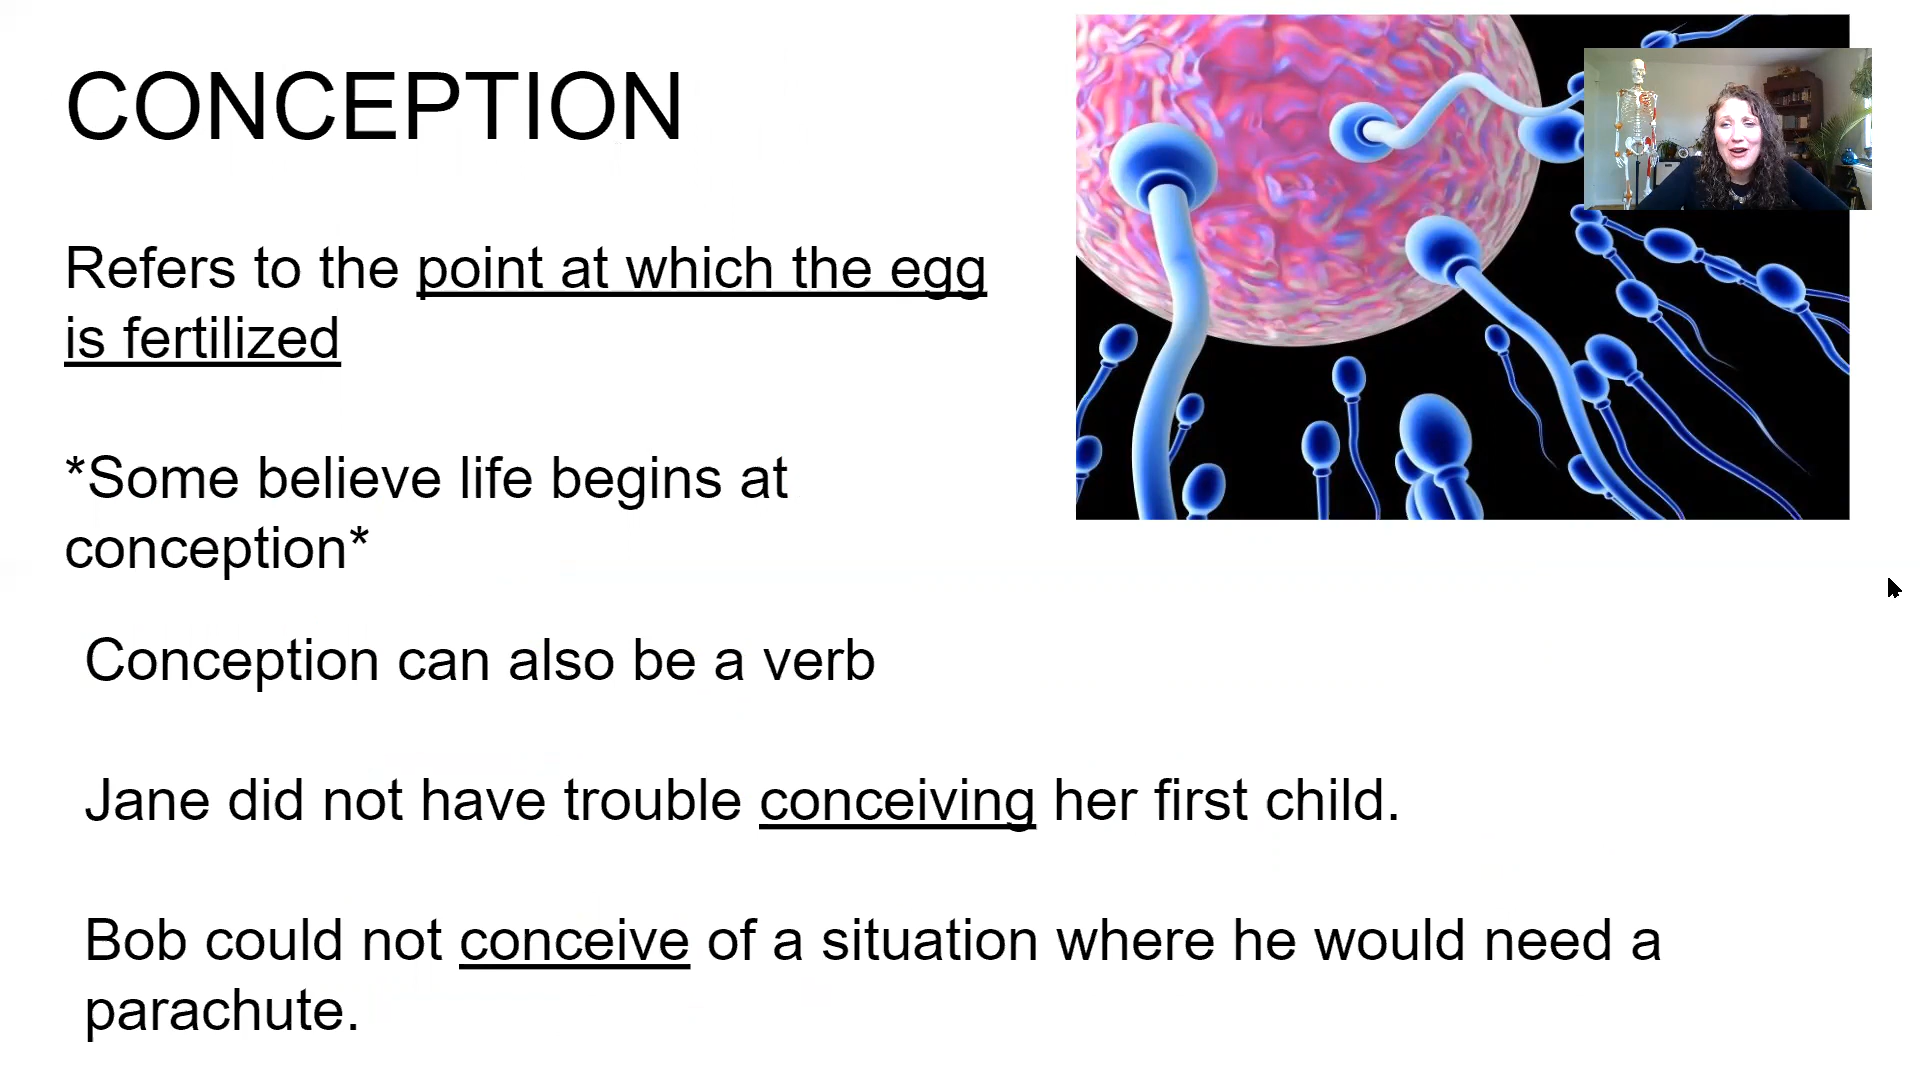 CONCEPTION
Refers to the point at which the egg
is fertilized
*Some believe life begins at
conception*
Conception can also be a verb
Jane did not have trouble conceiving her first child.
Bob could not conceive of a situation where he would need a
parachute.